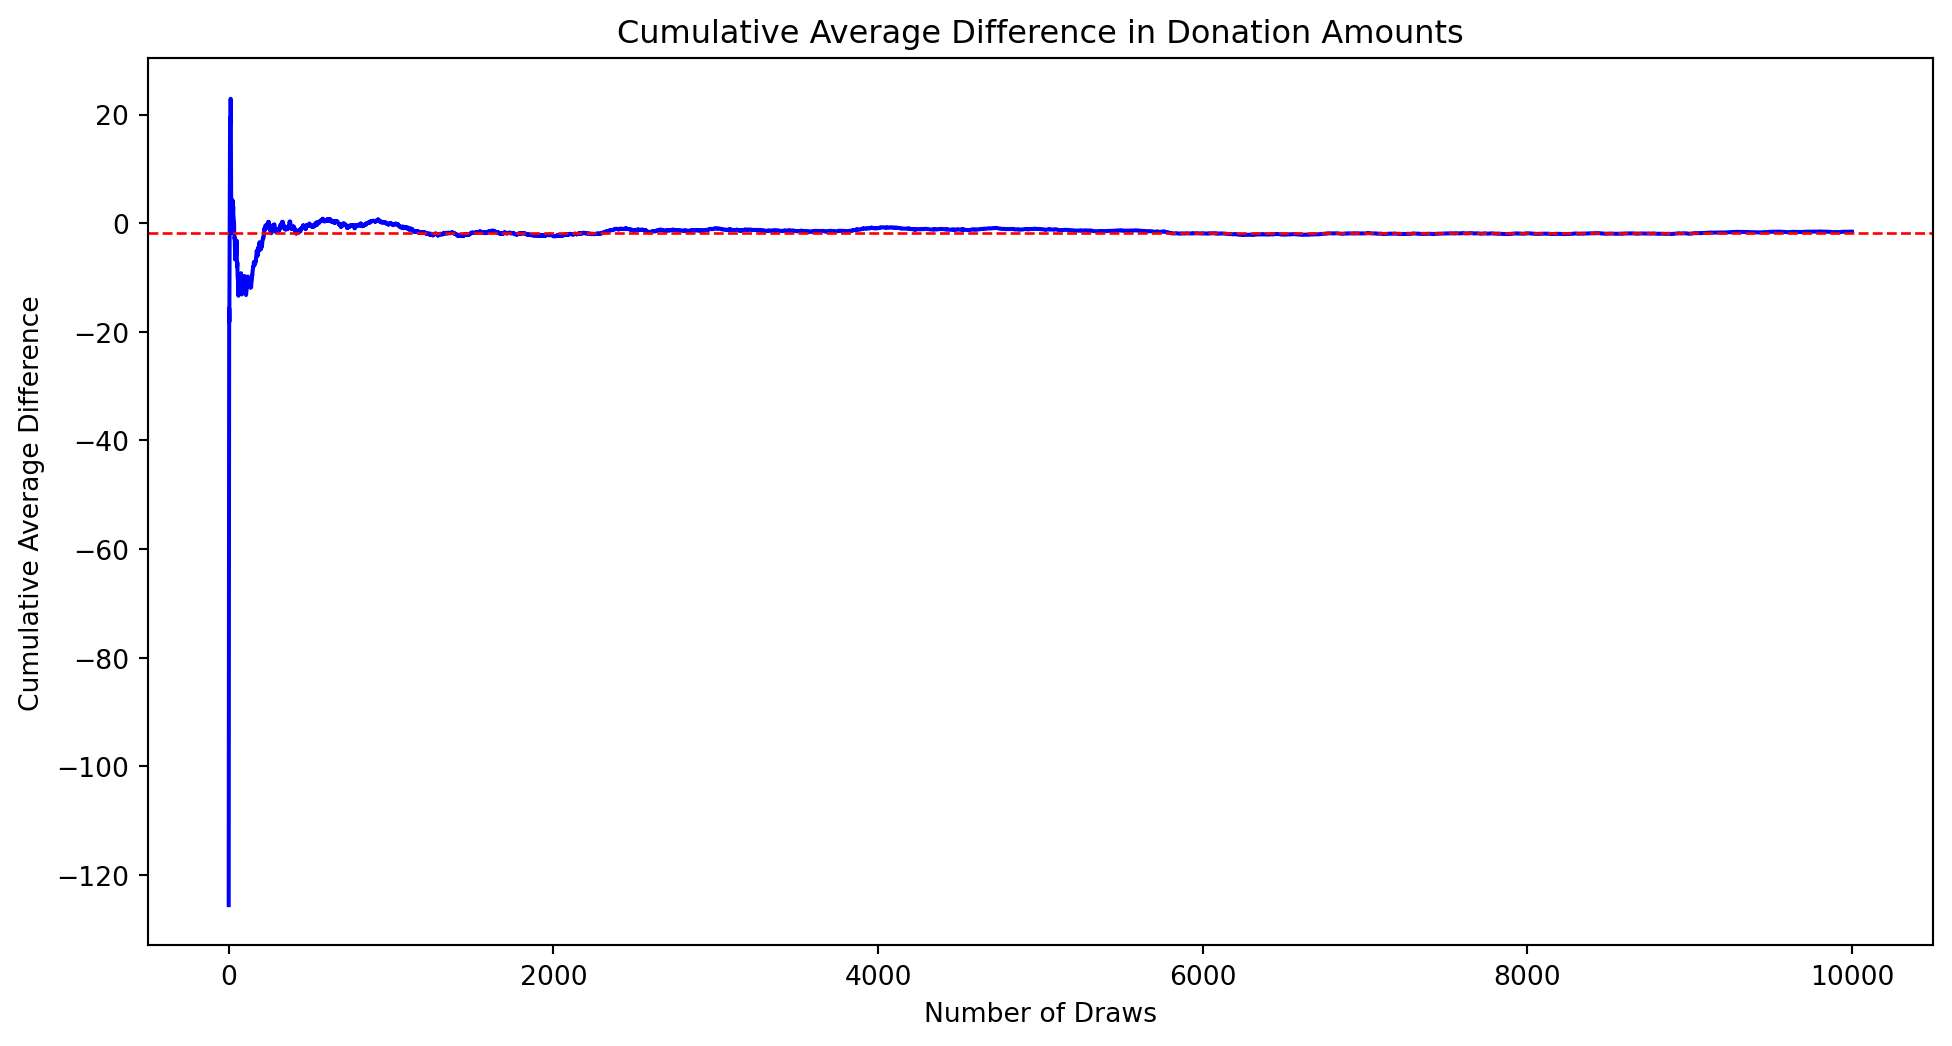 Cumulative Average Difference in Donation Amounts
20
0
−20
−40
−60
−80
−100
−120
Cumulative Average Difference
0 2000 4000 6000 8000 10000
Number of Draws